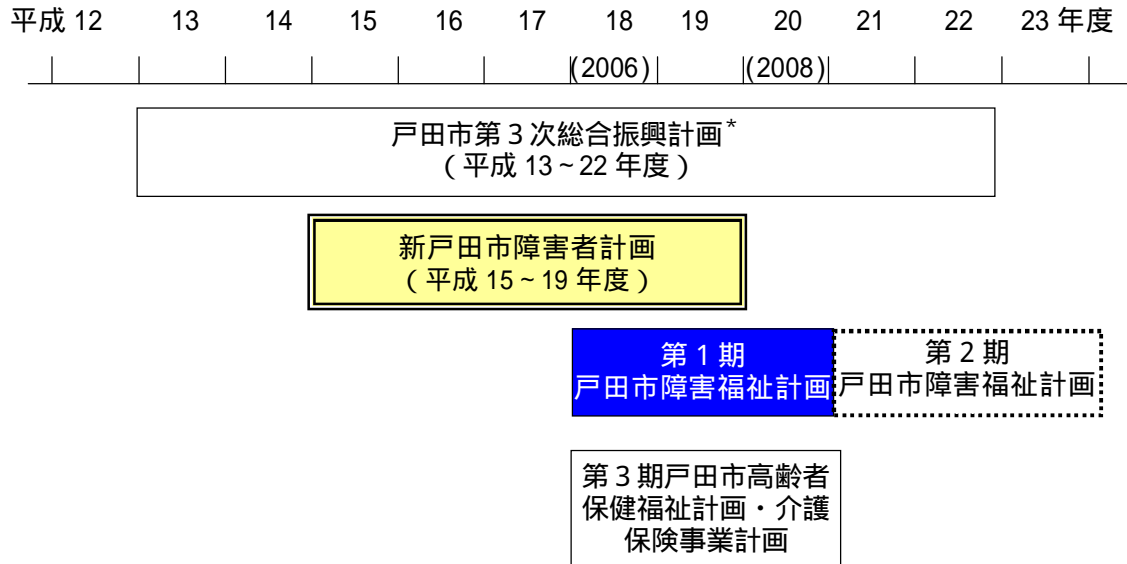 平成 12 13 14 15 16 17 18 19 20 21 22 23 年度
(2006) (2008)
戸田市第３次総合振興計画*
（平成 13～22 年度）
新戸田市障害者計画
（平成 15～19 年度）
第１期
戸田市障害福祉計画
第２期
戸田市障害福祉計画
第３期戸田市高齢者
保健福祉計画・介護
保険事業計画